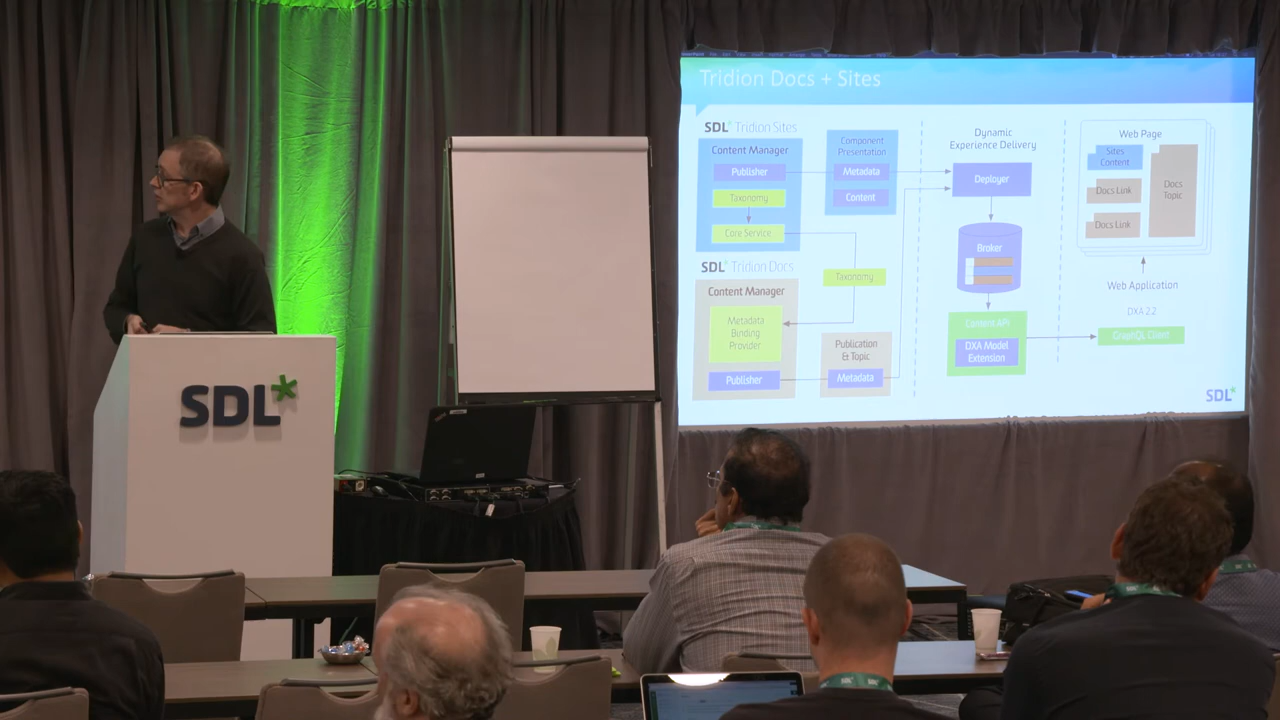 Tridion Docs + Sites
SDL* Tridion Sites
Content Manager
Publisher
Taxonomy
Core Service
Component
Presentation
Metadata
Content
SDL* Tridion Docs
Content Manager
Metadata
Binding
Provider
Publisher
Taxonomy
Publication
& Topic
Metadata
Dynamic
Experience Delivery
Deployer
Broker
Content API
DXA Model
Extension
Web Page
Sites
Content
Docs Link
Docs Link
Docs
Topic
Web Application
DXA 2.2
GraphQL Client
SDL*
SDL*
SDL*